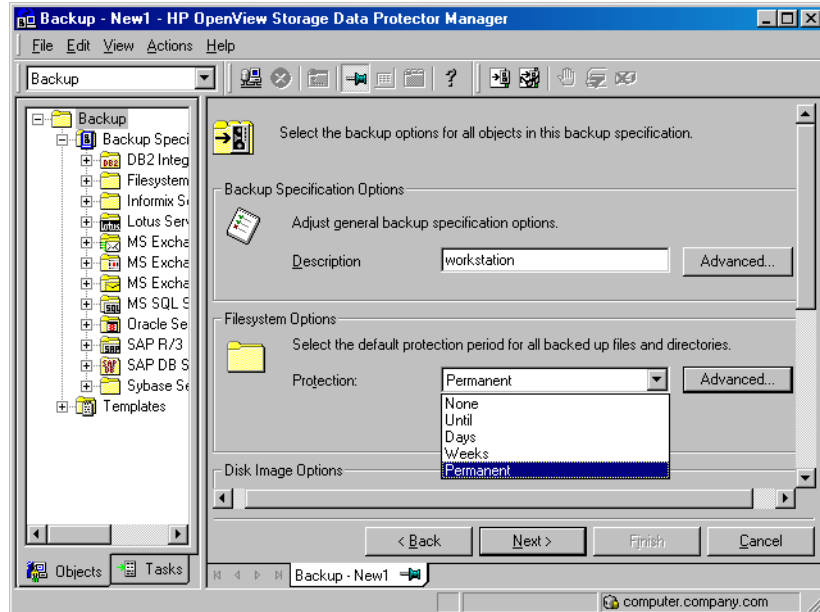 Backup - New1 - HP OpenView Storage Data Protector Manager
File Edit View Actions Help
Backup
Backup
Backup Speci
DB2 Integ
Filesystem
Informix Se
Lotus Serv
MS Excha
MS Excha
MS Excha
MS SQL S
Oracle Se
SAP R/3
SAP DB S
Sybase Se
Templates
Objects
Tasks
Select the backup options for all objects in this backup specification.
Backup Specification Options
Adjust general backup specification options.
Description
workstation
Advanced...
Filesystem Options
Select the default protection period for all backed up files and directories.
Protection:
Permanent
Advanced...
None
Until
Days
Weeks
Permanent
Disk Image Options
< Back
Next >
Finish
Cancel
Backup - New1
computer.company.com